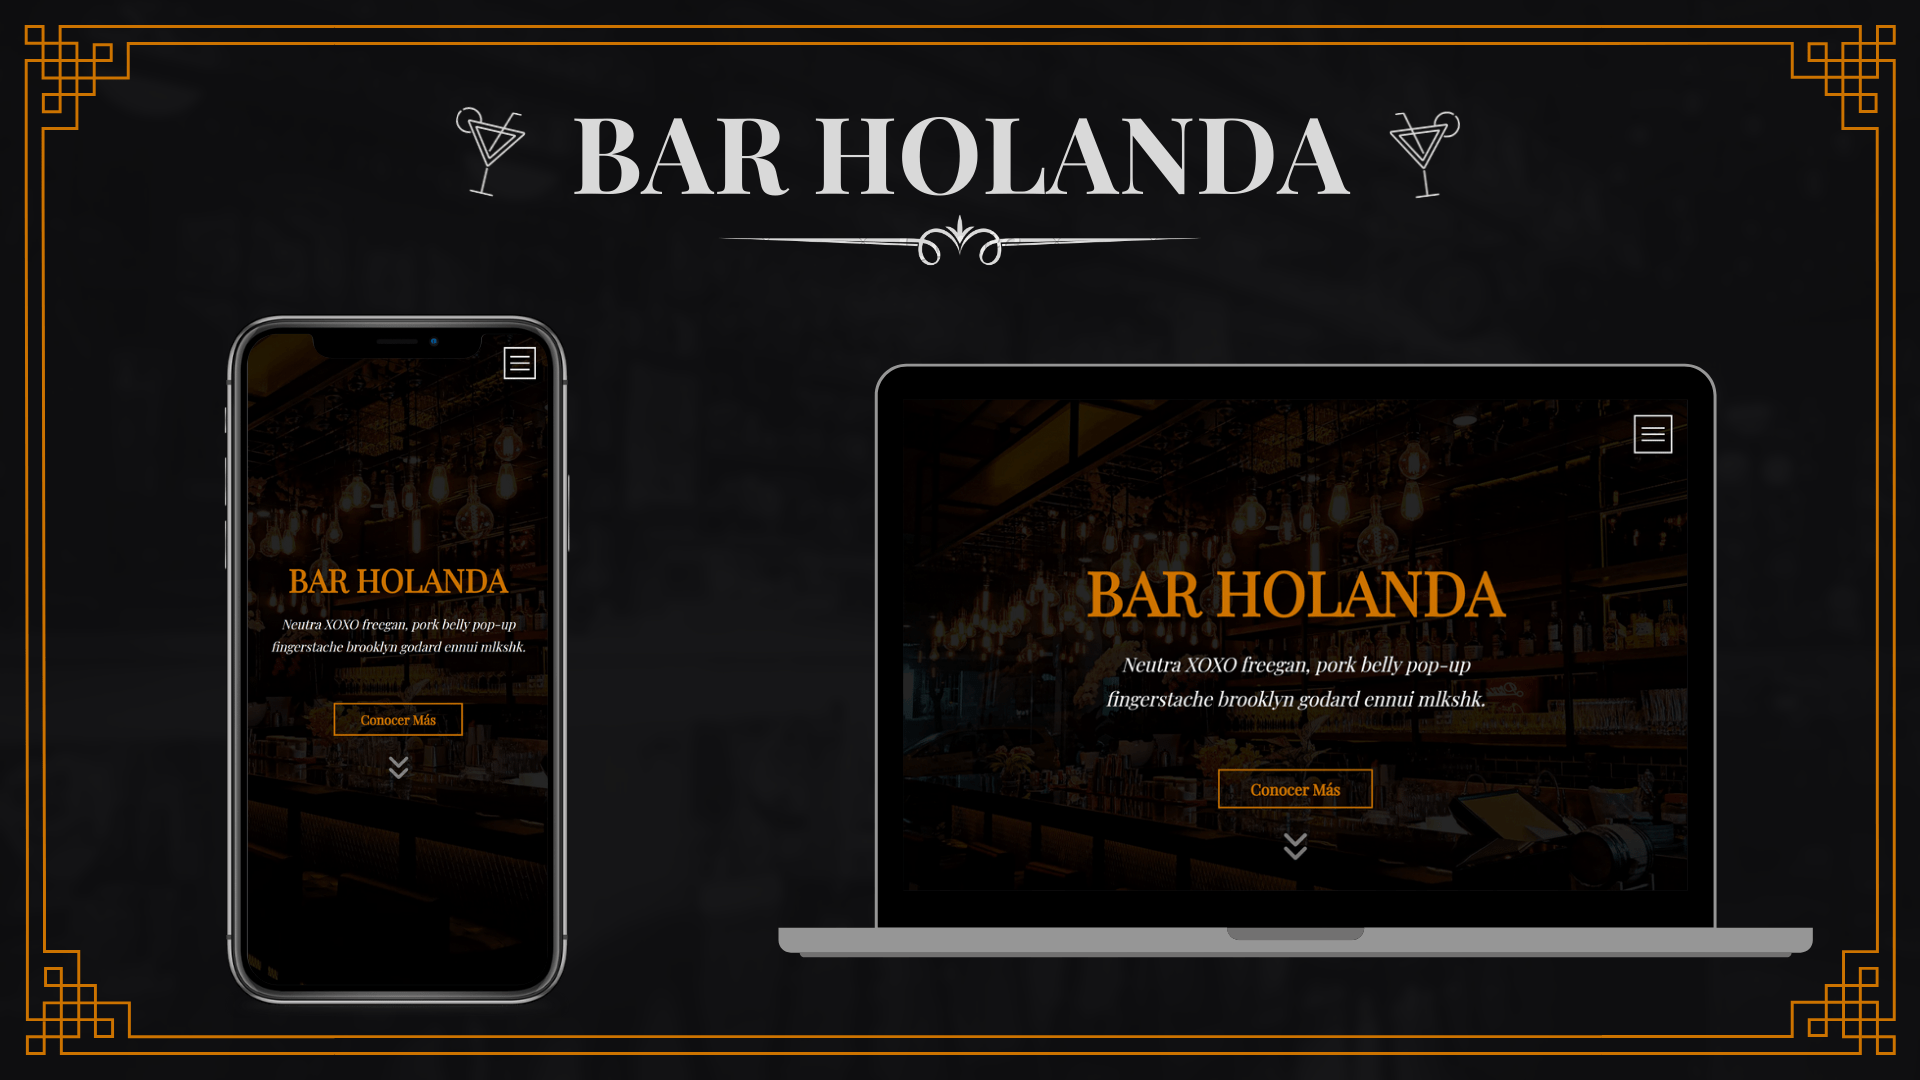 BAR HOLANDA
BAR HOLANDA
Neutra XOXO freegan, pork belly pop-up
fingerstache brooklyn godard ennui mlkshk.
Conocer Más
BAR HOLANDA
Neutra XOXO freegan, pork belly pop-up
fingerstache brooklyn godard ennui mlkshk.
Conocer Más